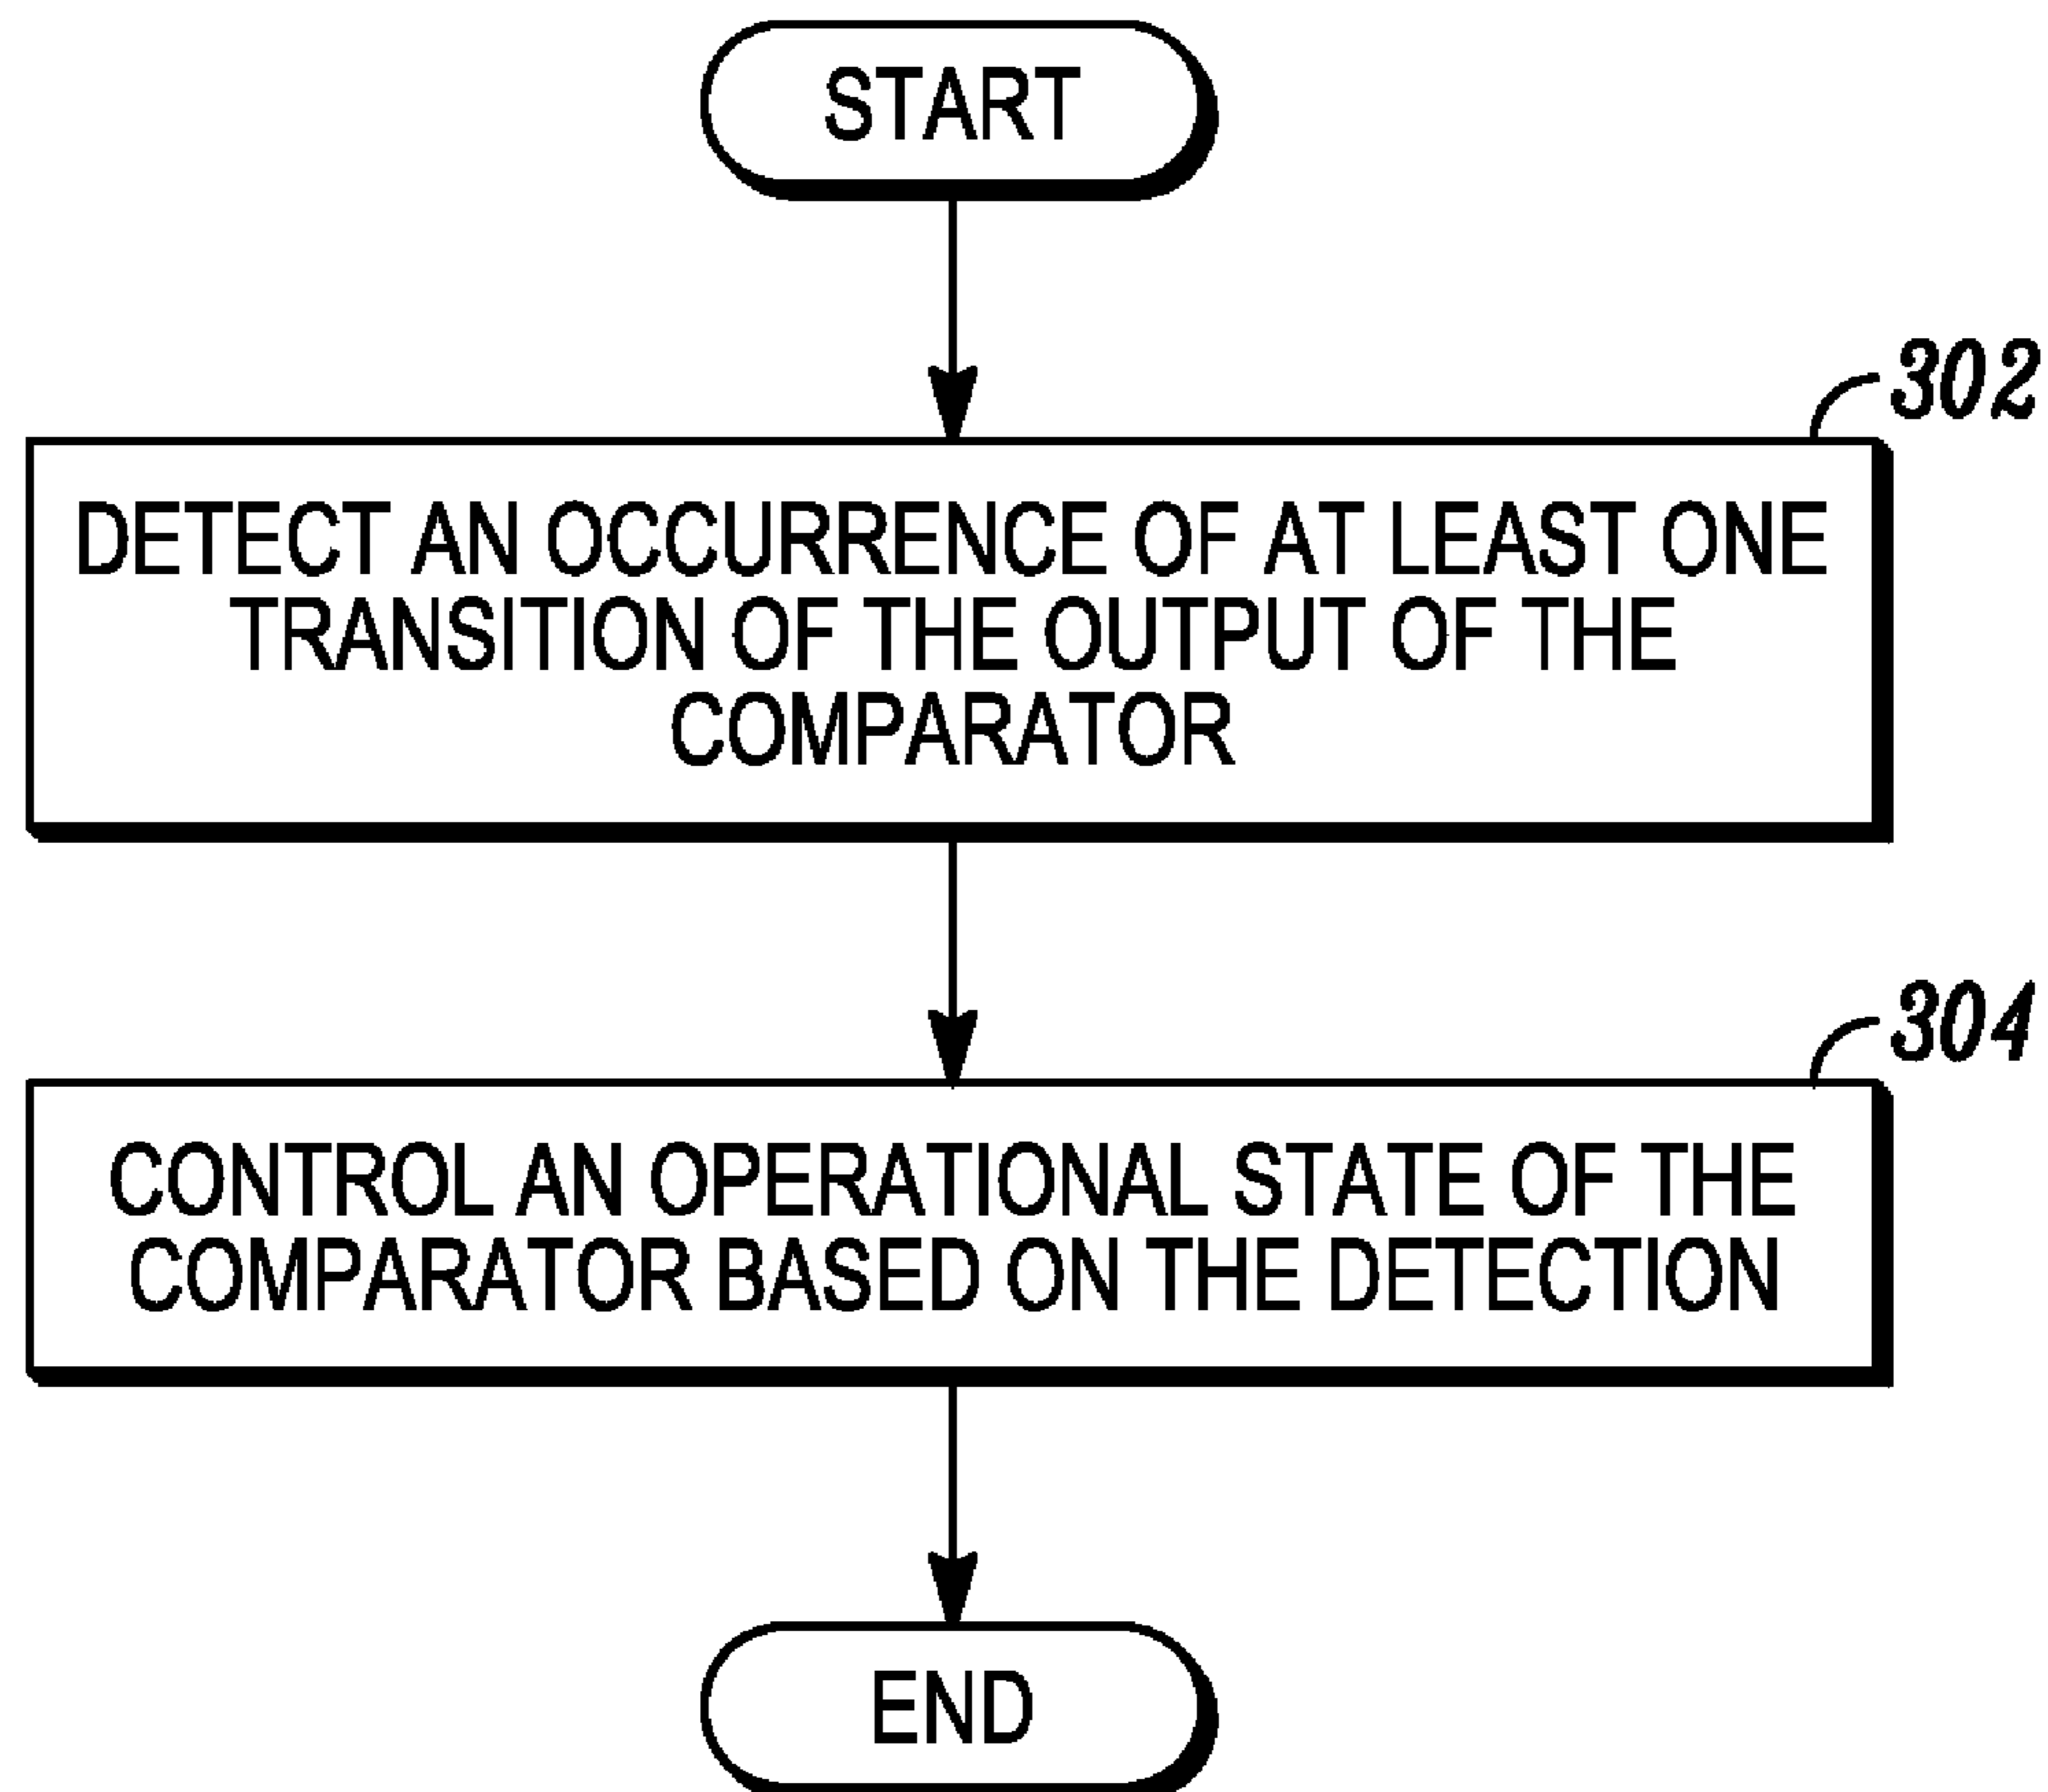 START
302
DETECT AN OCCURRENCE OF AT LEAST ONE
TRANSITION OF THE OUTPUT OF THE
COMPARATOR
304
CONTROL AN OPERATIONAL STATE OF THE
COMPARATOR BASED ON THE DETECTION
END